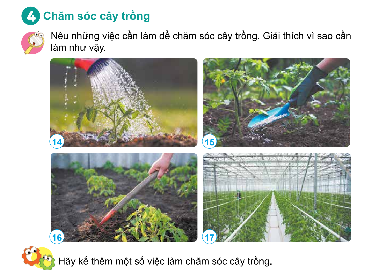 4 Chăm sóc cây trồng
Nêu những việc cần làm để chăm sóc cây trồng. Giải thích vì sao cần
làm như vậy.
14
15
16
17
Hãy kể thêm một số việc làm chăm sóc cây trồng.